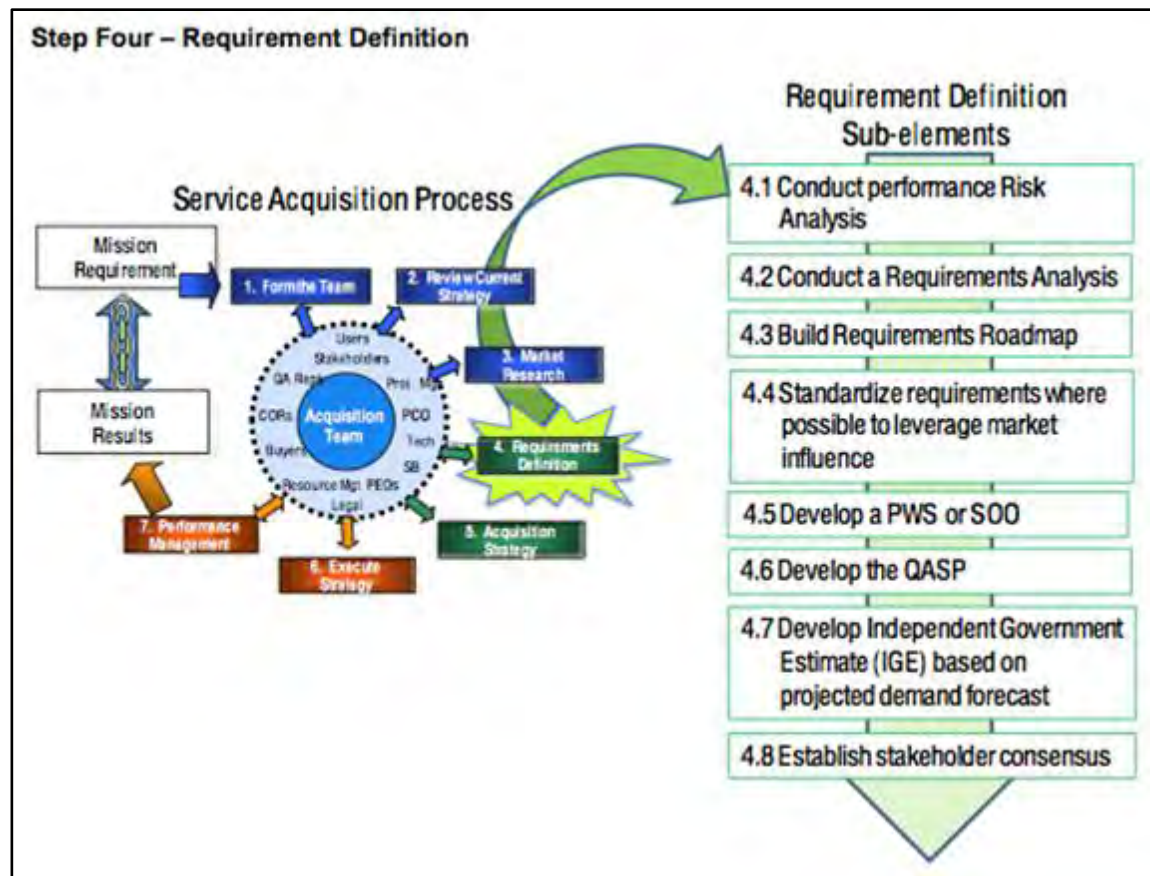 Step Four – Requirement Definition
Service Acquisition Process
Mission
Requirement
Mission
Results
1. Formthe Team
2. Review Current
Strategy
3. Market
Research
4. Requirements
Definition
5. Acquisition
Strategy
6. Execute
Strategy
7. Performance
Management
Users
Stakeholders
QA Reps
Proj. Mg
CORs
Acquisition
Team
PCO
Tech
Buyers
SB
Resource Mgt PEOs
Legal
Requirement Definition
Sub-elements
4.1 Conduct performance Risk
Analysis
4.2 Conduct a Requirements Analysis
4.3 Build Requirements Roadmap
4.4 Standardize requirements where
possible to leverage market
influence
4.5 Develop a PWS or SOO
4.6 Develop the QASP
4.7 Develop Independent Government
Estimate (IGE) based on
projected demand forecast
4.8 Establish stakeholder consensus